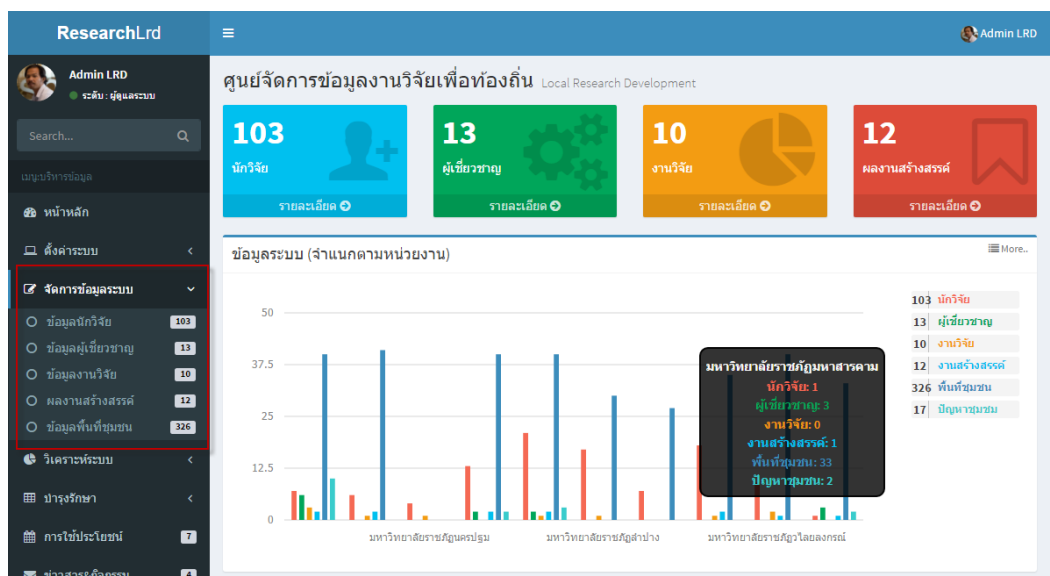 ResearchLrd
Admin LRD
Admin LRD
ระดับ : ผู้ดูแลระบบ
Search...
เมนู:บริหารข้อมูล
หน้าหลัก
ตั้งค่าระบบ
จัดการข้อมูลระบบ
ข้อมูลนักวิจัย 103
ข้อมูลผู้เชี่ยวชาญ 13
ข้อมูลงานวิจัย 10
ผลงานสร้างสรรค์ 12
ข้อมูลพื้นที่ชุมชน 326
วิเคราะห์ระบบ
บำรุงรักษา
การใช้ประโยชน์ 7
ข่าวสาร&กิจกรรม 4
ศูนย์จัดการข้อมูลงานวิจัยเพื่อท้องถิ่น Local Research Development
103
นักวิจัย
รายละเอียด
13
ผู้เชี่ยวชาญ
รายละเอียด
10
งานวิจัย
รายละเอียด
12
ผลงานสร้างสรรค์
รายละเอียด
ข้อมูลระบบ (จำแนกตามหน่วยงาน)
More..
50
37.5
25
12.5
0
มหาวิทยาลัยราชภัฏนครปฐม
มหาวิทยาลัยราชภัฏลำปาง
มหาวิทยาลัยราชภัฏวไลยลงกรณ์
มหาวิทยาลัยราชภัฏมหาสารคาม
นักวิจัย: 1
ผู้เชี่ยวชาญ: 3
งานวิจัย: 0
งานสร้างสรรค์: 1
พื้นที่ชุมชน: 33
ปัญหาชุมชน: 2
103 นักวิจัย
13 ผู้เชี่ยวชาญ
10 งานวิจัย
12 งานสร้างสรรค์
326 พื้นที่ชุมชน
17 ปัญหาชุมชน